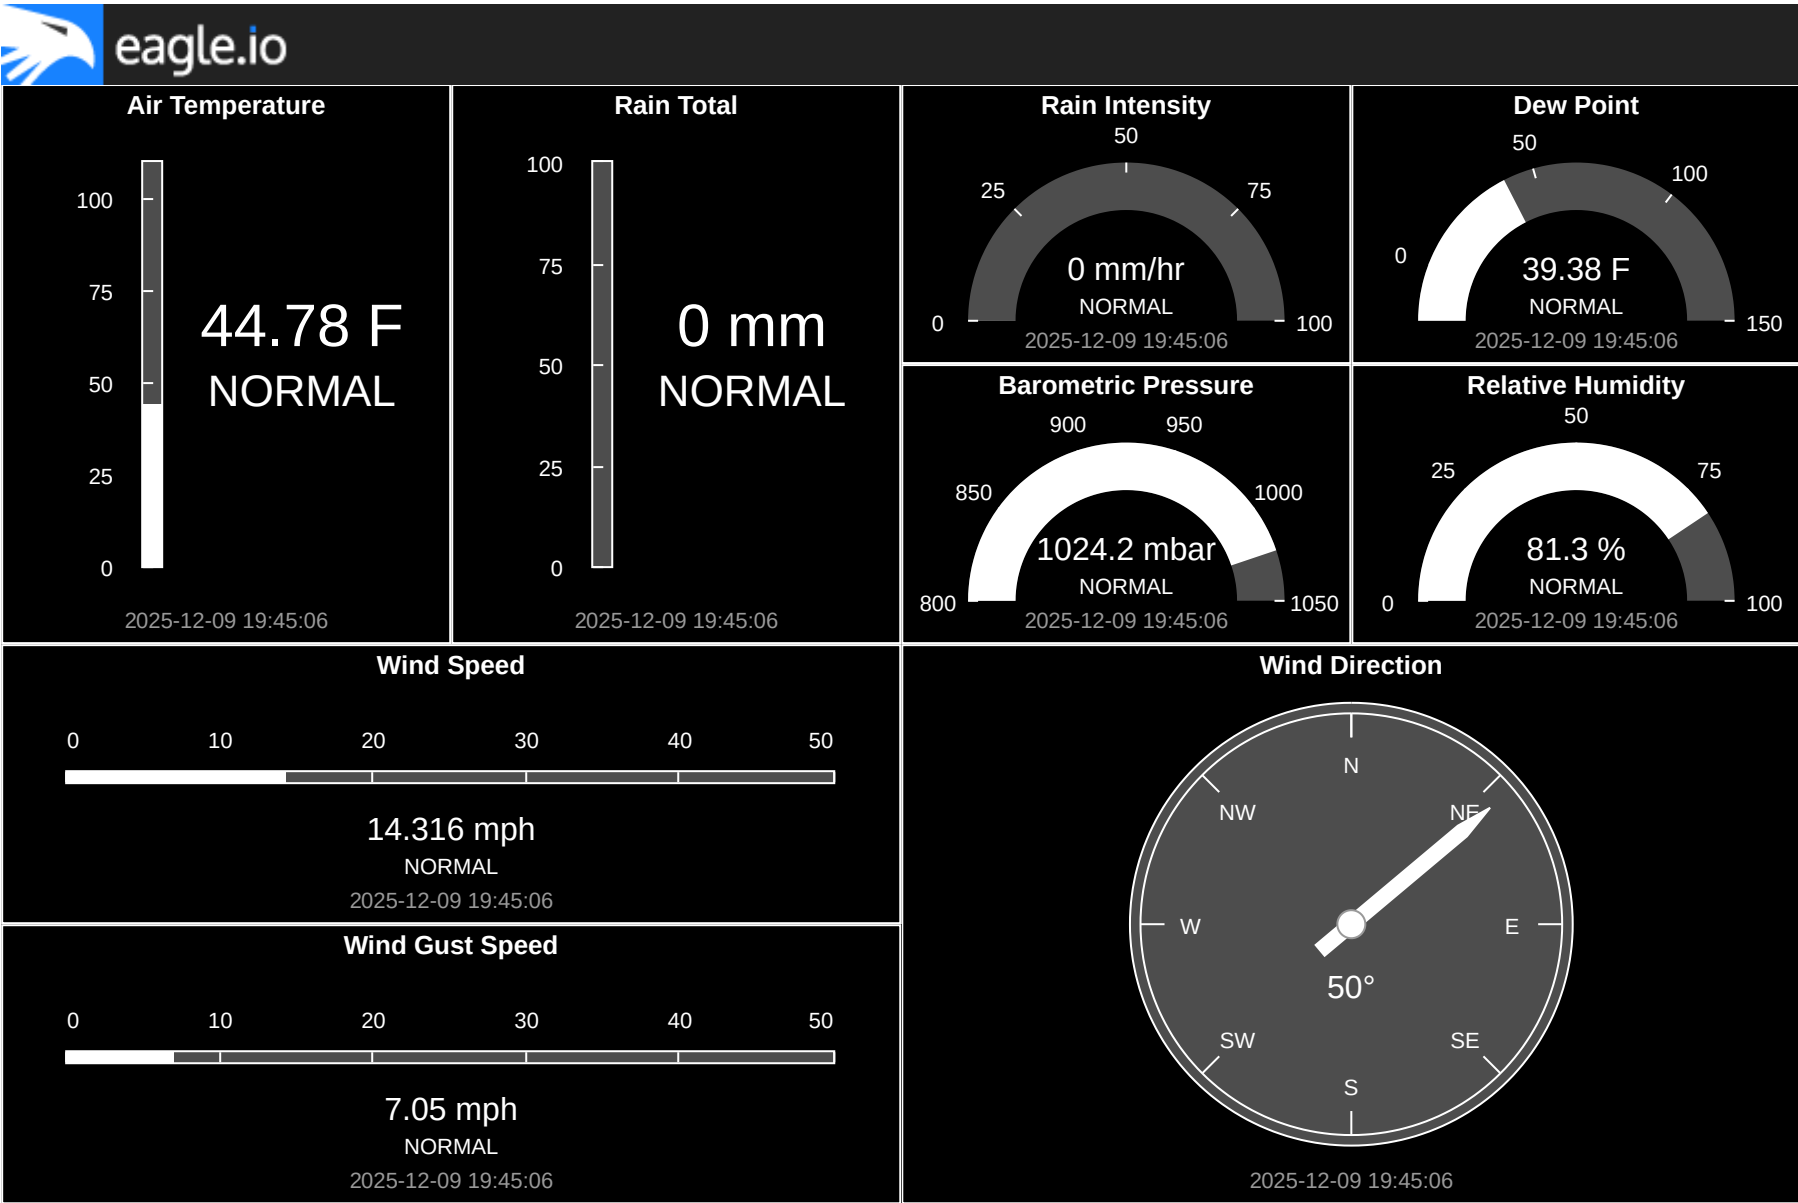 eagle.io
Air Temperature
100
75
50
25
0
44.78 F
NORMAL
2025-12-09 19:45:06
Rain Total
100
75
50
25
0
0 mm
NORMAL
2025-12-09 19:45:06
Rain Intensity
50
25 75
0 100
0 mm/hr
NORMAL
2025-12-09 19:45:06
Dew Point
50
100
0
150
39.38 F
NORMAL
2025-12-09 19:45:06
Barometric Pressure
900 950
850 1000
800 1050
1024.2 mbar
NORMAL
2025-12-09 19:45:06
Relative Humidity
50
25 75
0 100
81.3 %
NORMAL
2025-12-09 19:45:06
Wind Speed
0 10 20 30 40 50
14.316 mph
NORMAL
2025-12-09 19:45:06
Wind Gust Speed
0 10 20 30 40 50
7.05 mph
NORMAL
2025-12-09 19:45:06
Wind Direction
N
NW NE
W E
50°
SW SE
S
2025-12-09 19:45:06